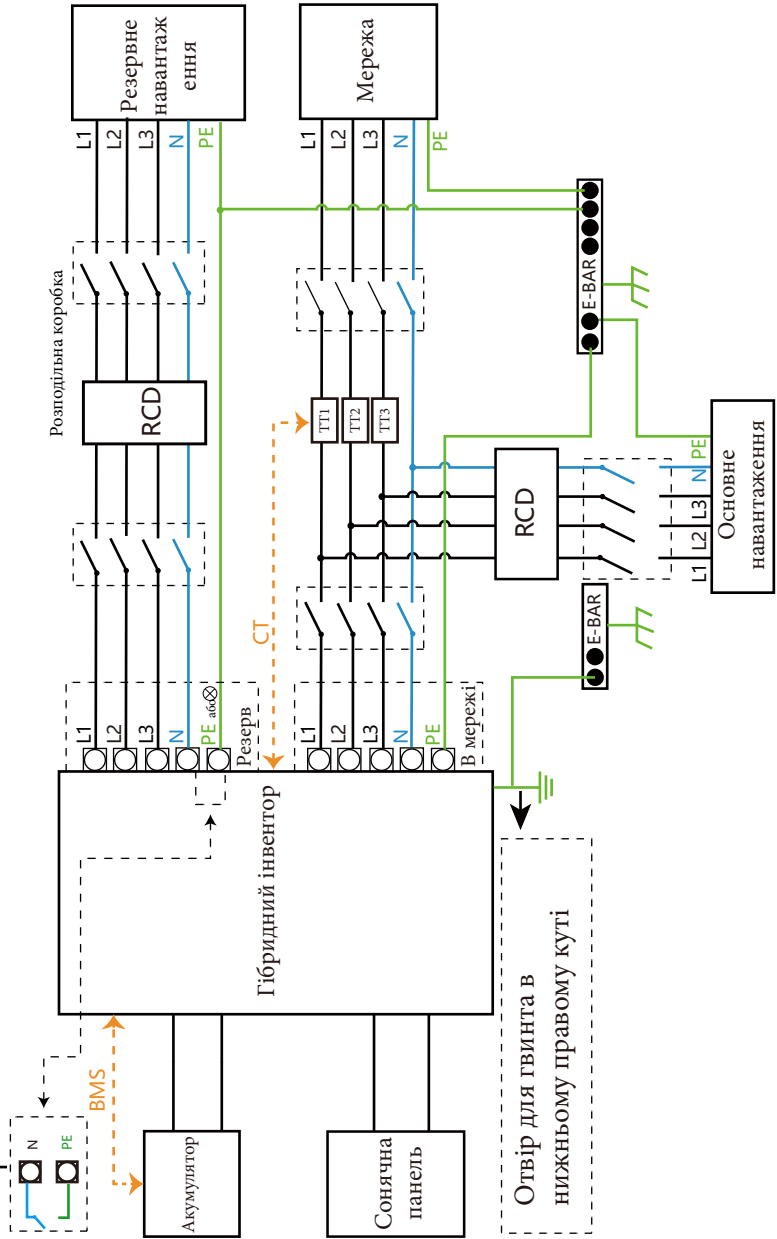 Резервне
навантаж
ення
L1
L2
L3
N
PE
Мережа
L1
L2
L3
N
PE
Розподільна коробка
RCD
TT1
TT2
TT3
CT
E-BAR
RCD
L1
L2
L3
N
PE
Основне
навантаження
E-BAR
L1
L2
L3
N
PE
або
Резерв
L1
L2
L3
N
PE
В мережі
Гібридний інвентор
BMS
N
PE
Акумулятор
Сонячна
панель
Отвір для гвинта в
нижньому правому куті